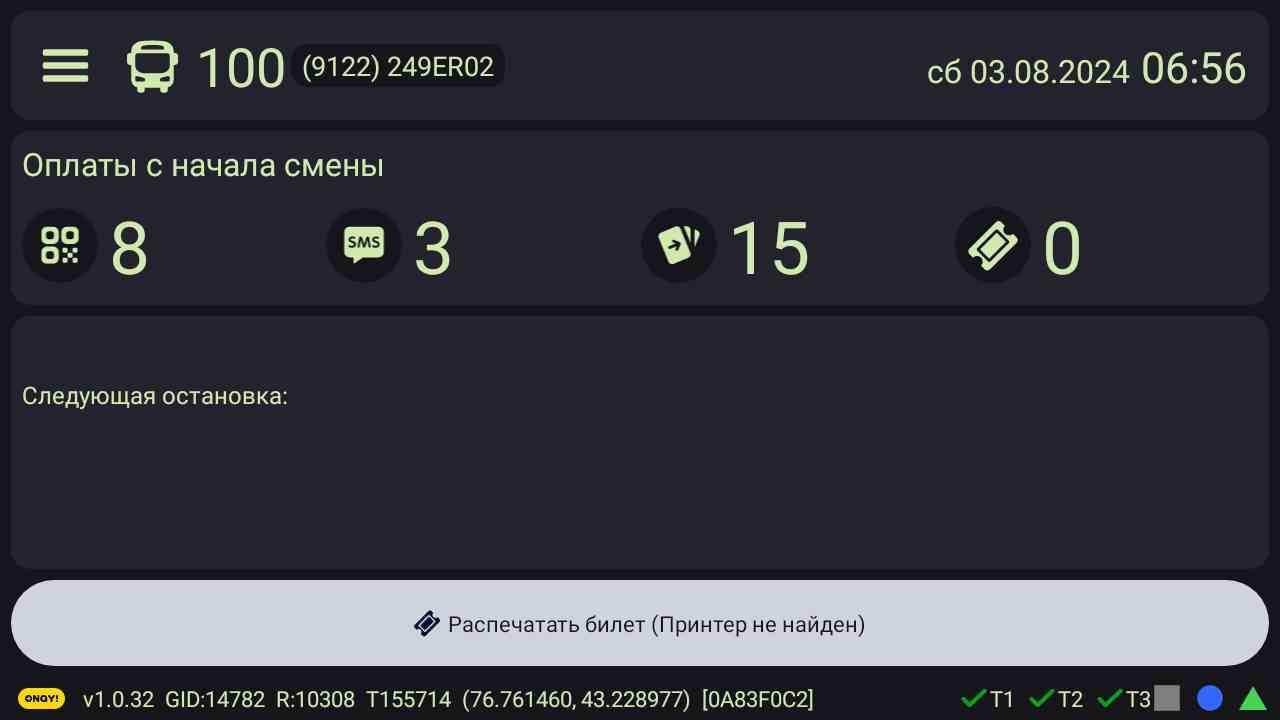 100 (9122) 249ER02 сб 03.08.2024 06:56
Оплаты с начала смены
8 SMS 3 15 0
Следующая остановка:
Распечатать билет (Принтер не найден)
ONAY! v1.0.32 GID:14782 R:10308 T155714 (76.761460, 43.228977) [0A83F0C2] T1 T2 T3